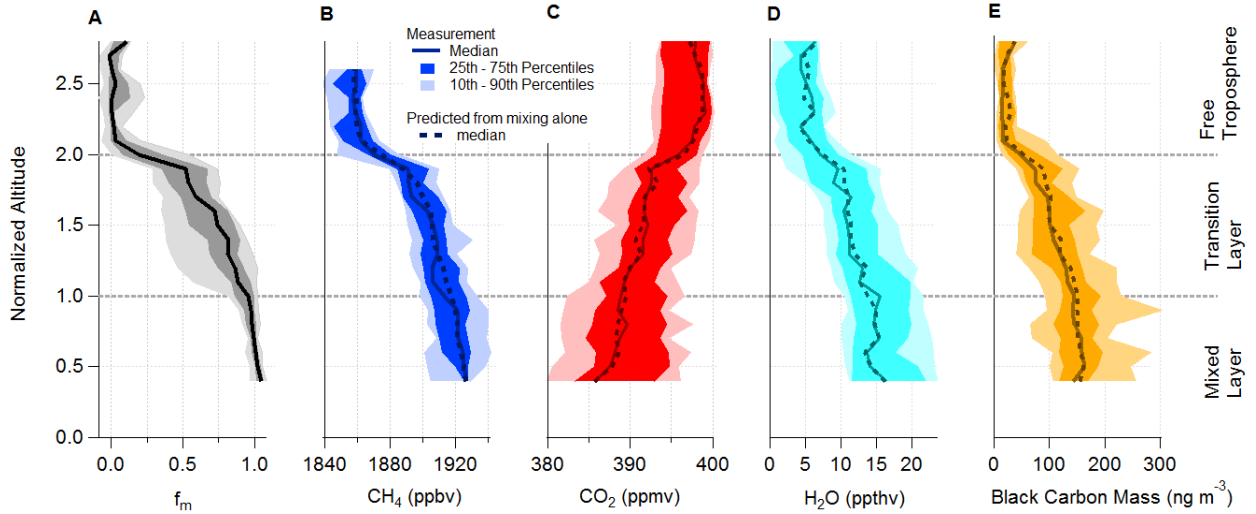 A
B
C
D
E
Measurement
Median
25th - 75th Percentiles
10th - 90th Percentiles
Predicted from mixing alone
median
Normalized Altitude
2.5
2.0
1.5
1.0
0.5
0.0
Free
Troposphere
Transition
Layer
Mixed
Layer
0.0 0.5 1.0
1840 1880 1920
380 390 400
0 5 10 15 20
0 100 200 300
fm
CH4 (ppbv)
CO2 (ppmv)
H2O (ppthv)
Black Carbon Mass (ng m-3)